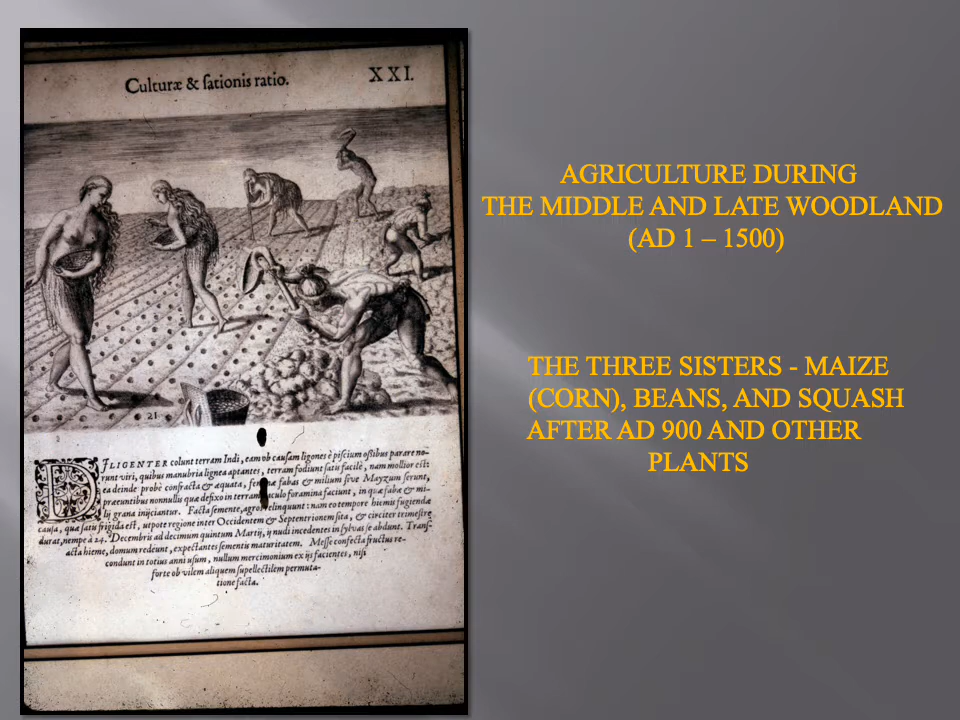 Culturæ & ſationis ratio.
XXI.
21.
DILIGENTER colunt terram Indi, eam ob cauſam ligones è piſcium oſsibus parare no-
runt viri, quibus manubria lignea aptantes, terram fodiunt ſatis facilè, nam mollior eſt:
ea deinde probè confracta & æquata, fabas & milium ſive Mayzum ſerunt,
præeuntibus nonnullis quæ defixo in terram baculo foramina faciunt, in quæ fabæ & mi-
lij grana inijciantur. Facta ſemente, agros relinquunt: nam eo tempore hiemis fugiendæ
cauſa, quæ ſatis frigida eſt, utpote regione inter Occidentem & Septentrionem ſita, & circiter trimeſtre
durat, nempe à 24. Decembris ad decimum quintum Martij, ij nudi incedentes in ſylvas ſe abdunt. Tranſ-
acta hieme, domum redeunt, expectantes ſementis maturitatem. Meſſe confecta fructus re-
condunt in totius anni uſum, nullum mercimonium ex ijs facientes, niſi
forte ob vilem aliquem ſupellectilem permuta-
tione facta.
AGRICULTURE DURING
THE MIDDLE AND LATE WOODLAND
(AD 1 – 1500)
THE THREE SISTERS - MAIZE
(CORN), BEANS, AND SQUASH
AFTER AD 900 AND OTHER
PLANTS